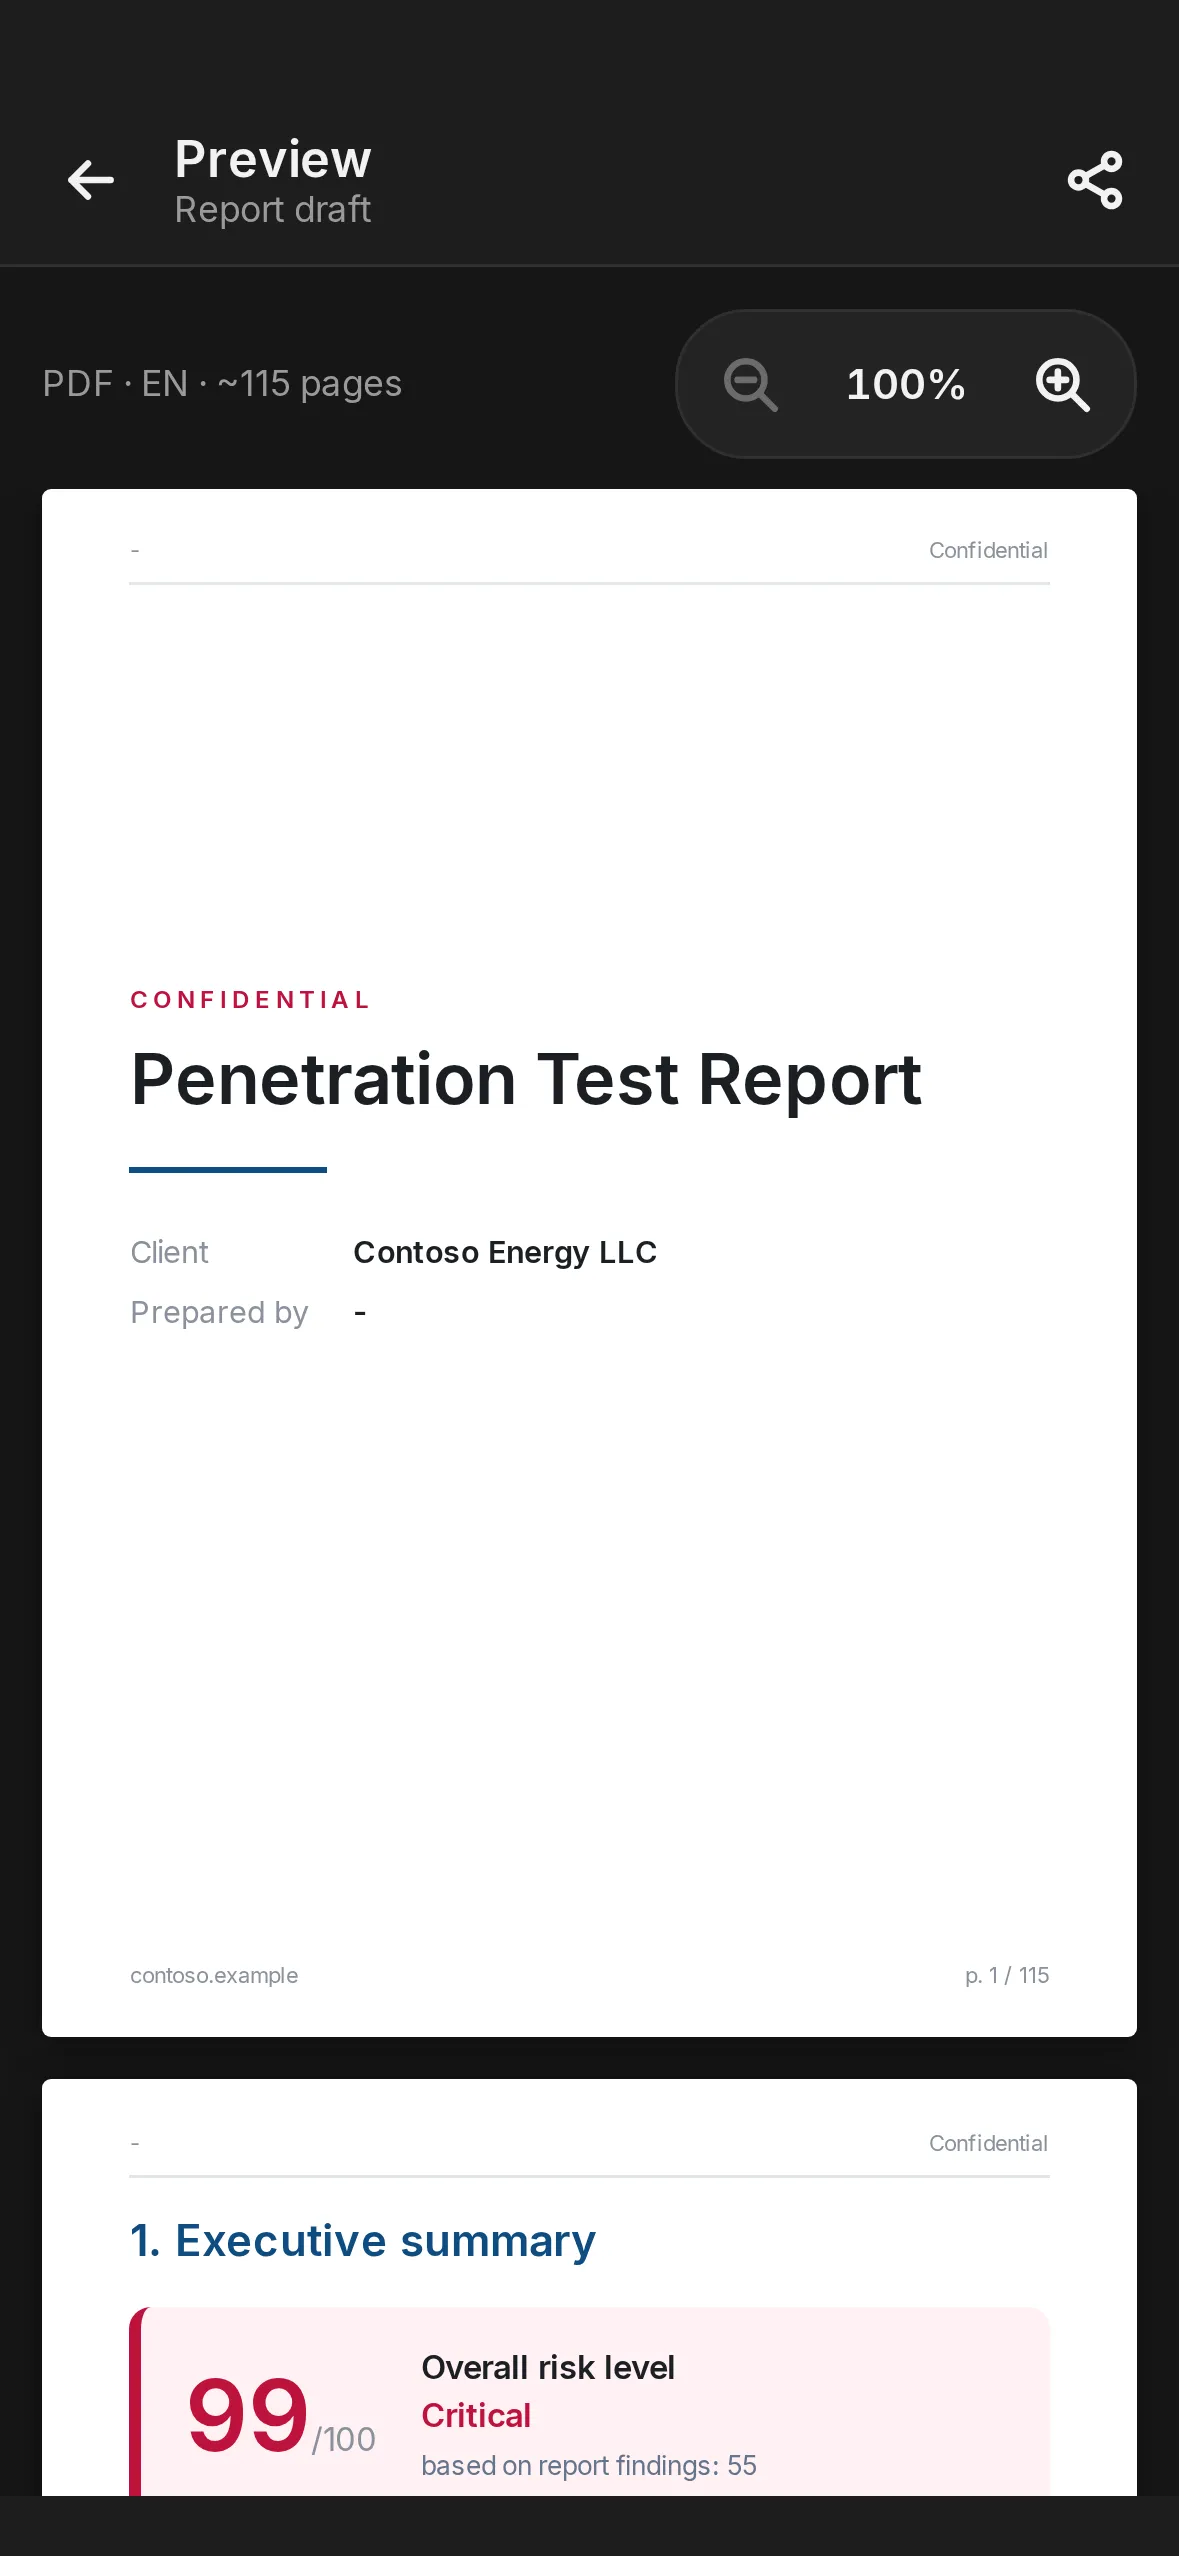 Preview
Report draft
PDF · EN · ~115 pages
100%
- Confidential
CONFIDENTIAL
Penetration Test Report
Client Contoso Energy LLC
Prepared by -
contoso.example p. 1 / 115
- Confidential
1. Executive summary
99/100
Overall risk level
Critical
based on report findings: 55